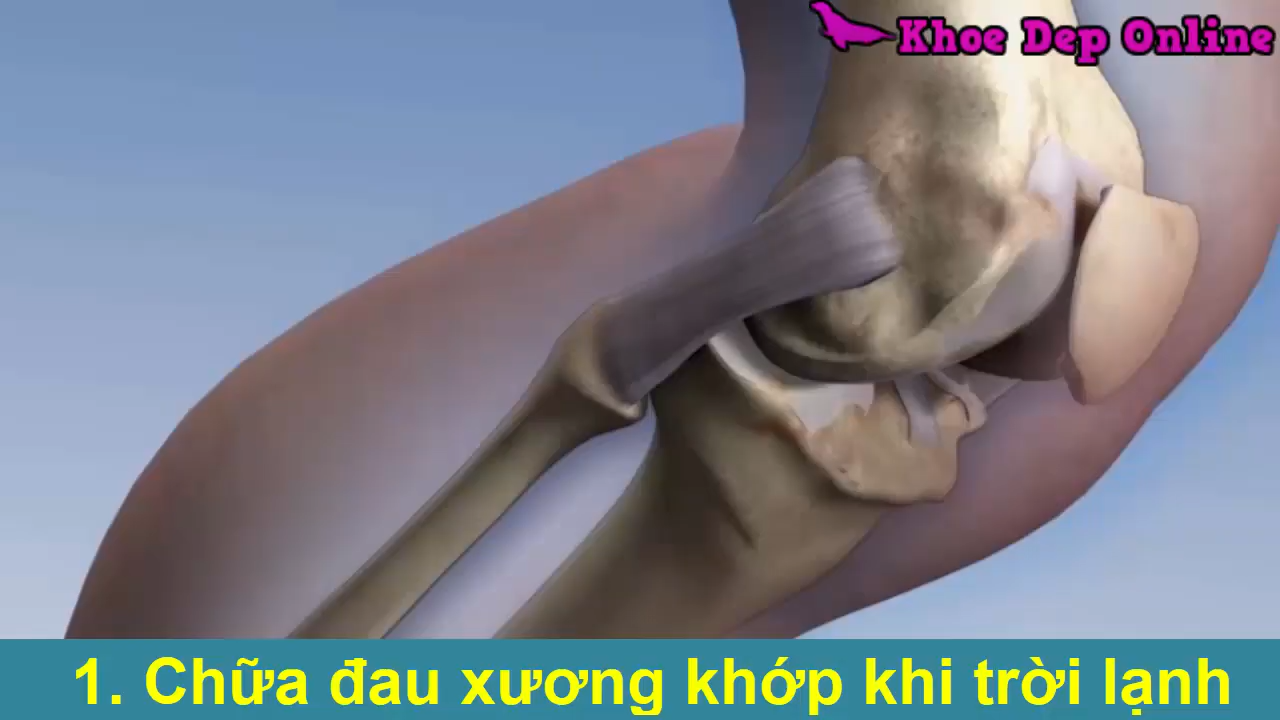 Khoe Dep Online
1. Chữa đau xương khớp khi trời lạnh